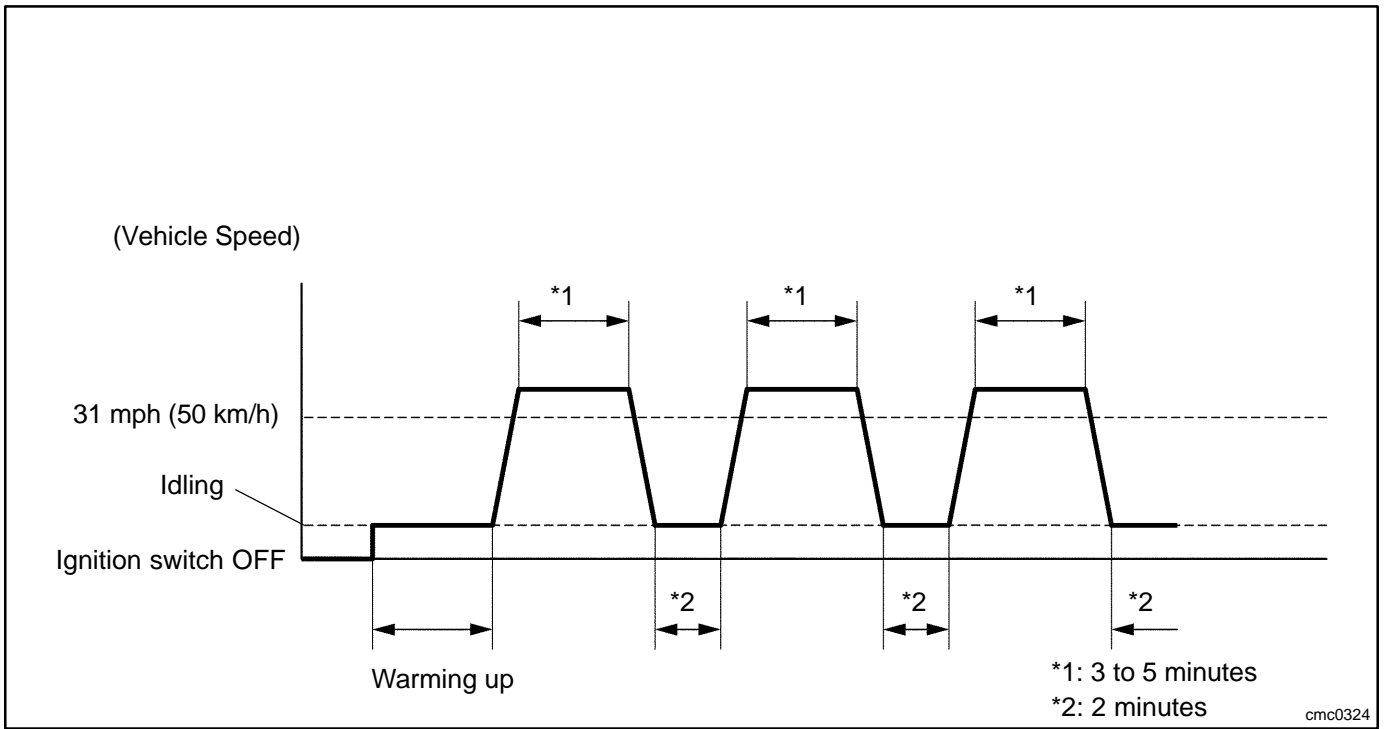 (Vehicle Speed)
*1 *1 *1
31 mph (50 km/h)
Idling
Ignition switch OFF
*2 *2 *2
Warming up
*1: 3 to 5 minutes
*2: 2 minutes
cmc0324